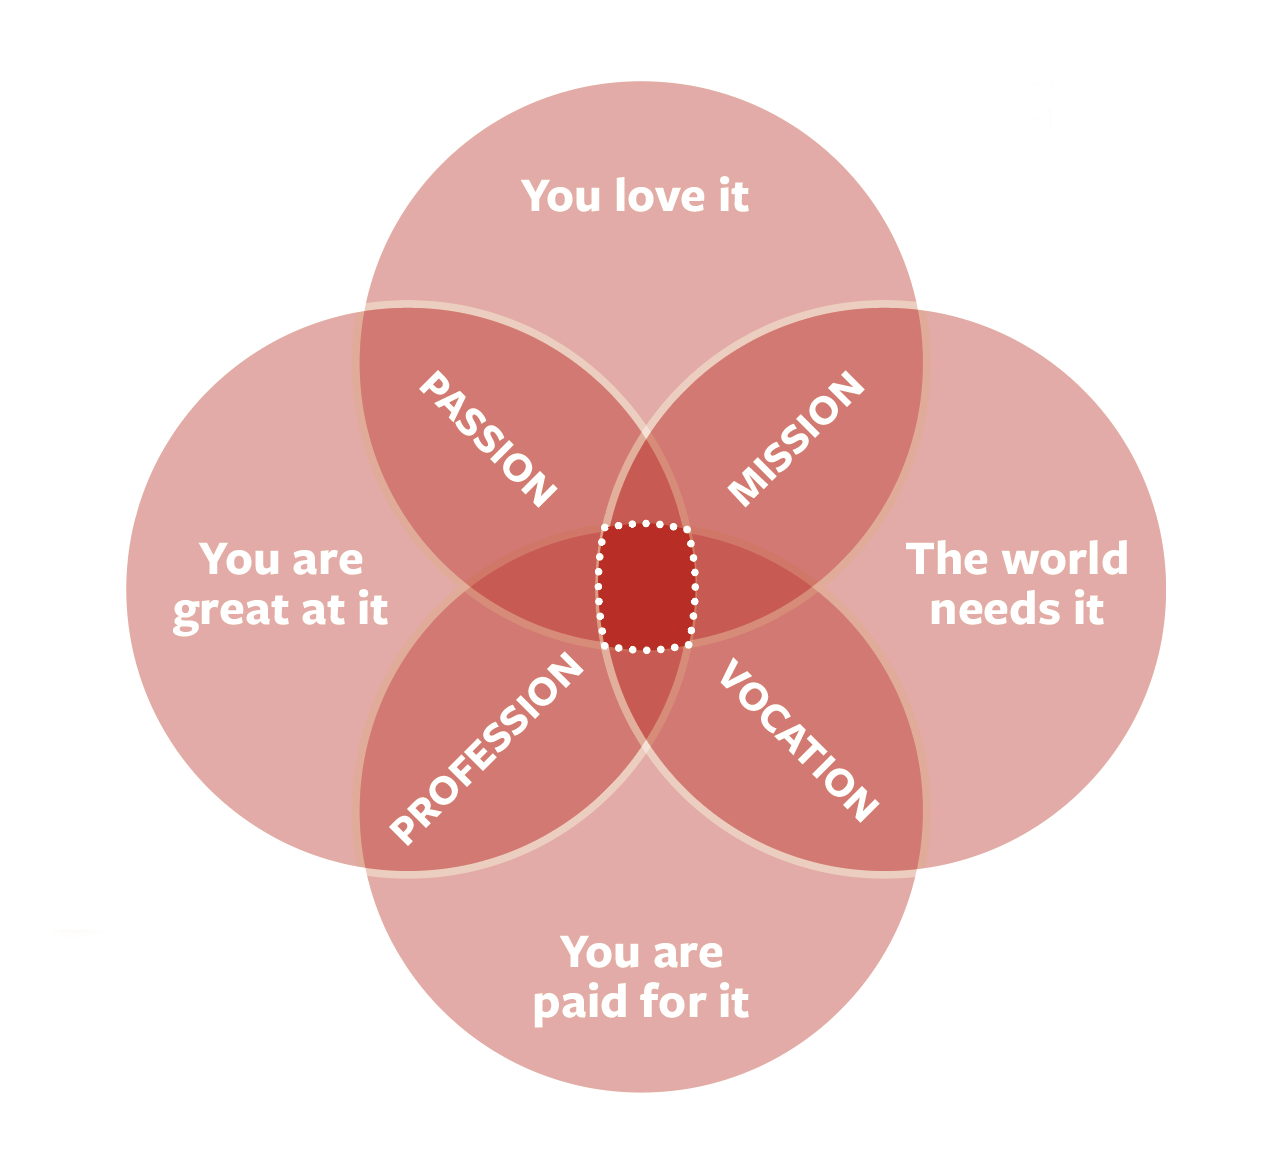 You love it
PASSION
MISSION
You are
great at it
The world
needs it
PROFESSION
VOCATION
You are
paid for it